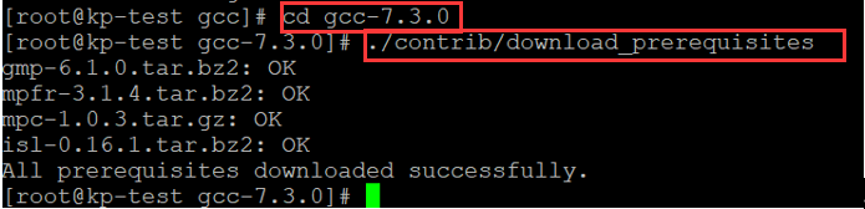 [root@kp-test gcc]# cd gcc-7.3.0
[root@kp-test gcc-7.3.0]# ./contrib/download_prerequisites
gmp-6.1.0.tar.bz2: OK
mpfr-3.1.4.tar.bz2: OK
mpc-1.0.3.tar.gz: OK
isl-0.16.1.tar.bz2: OK
All prerequisites downloaded successfully.
[root@kp-test gcc-7.3.0]#